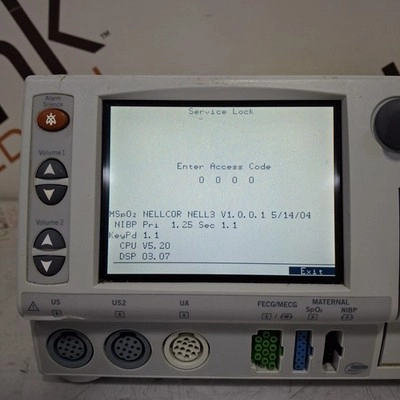 Alarm
Silence
Volume 1
Volume 2
Service Lock
Enter Access Code
0 0 0 0
MSpO₂ NELLCOR NELL3 V1.0.0.1 5/14/04
NIBP Pri 1.25 Sec 1.1
KeyPd 1.1
CPU V5.20
DSP 03.07
Exit
US
US2
UA
FECG/MECG
MATERNAL
SpO₂
NIBP